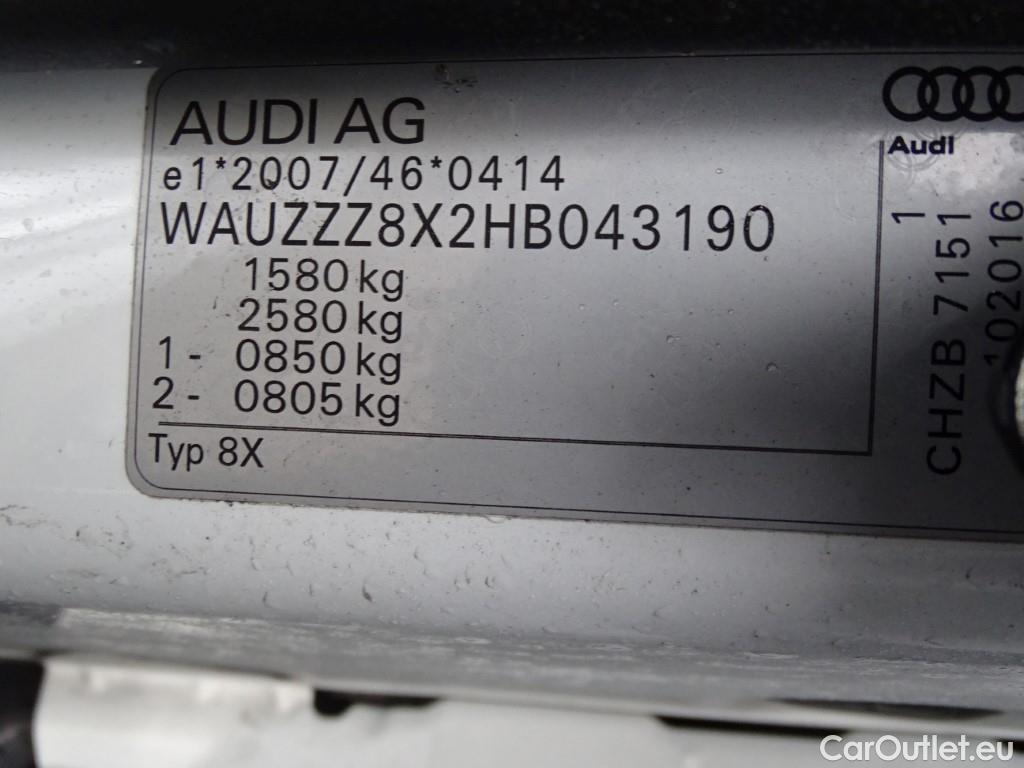 AUDI AG
e1*2007/46*0414
WAUZZZ8X2HB043190
1580 kg
2580 kg
1- 0850 kg
2- 0805 kg
Typ 8X
Audi
1
CHZB 7151
102016
CarOutlet.eu